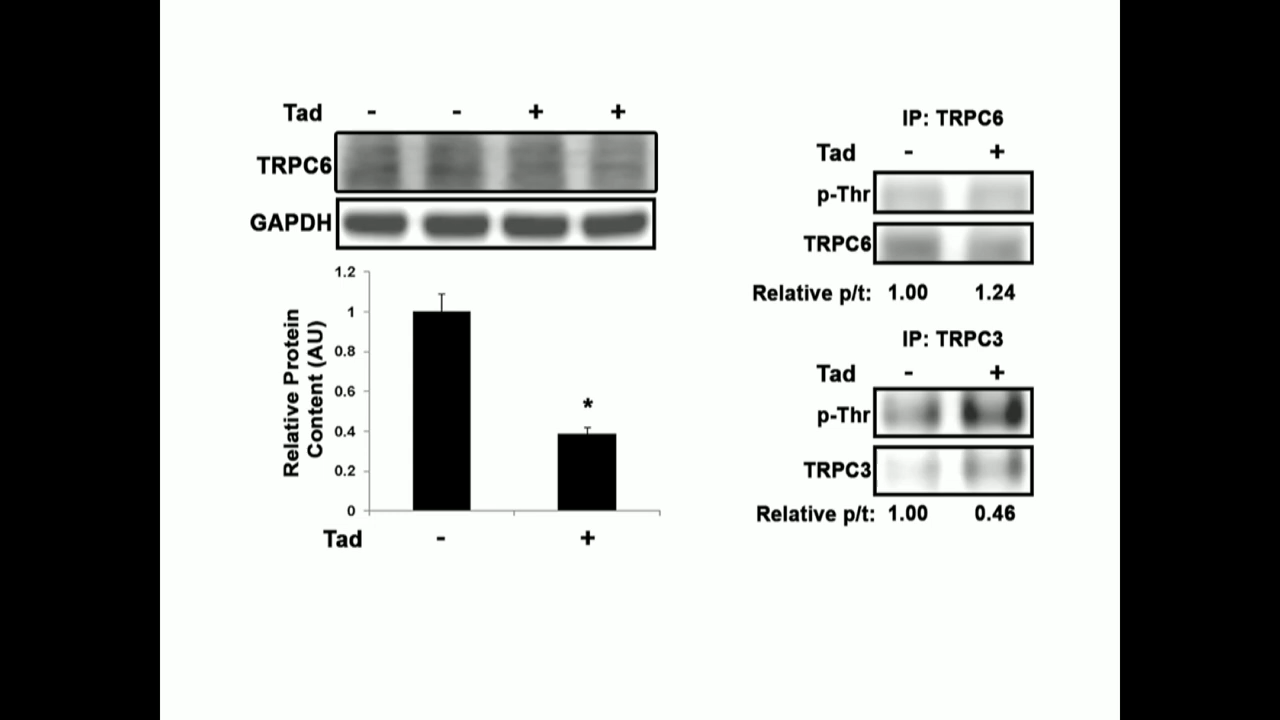 Tad - - + +
TRPC6
GAPDH
1.2
1
0.8
0.6
0.4
0.2
0
Relative Protein
Content (AU)
*
Tad - +
IP: TRPC6
Tad - +
p-Thr
TRPC6
Relative p/t: 1.00 1.24
IP: TRPC3
Tad - +
p-Thr
TRPC3
Relative p/t: 1.00 0.46